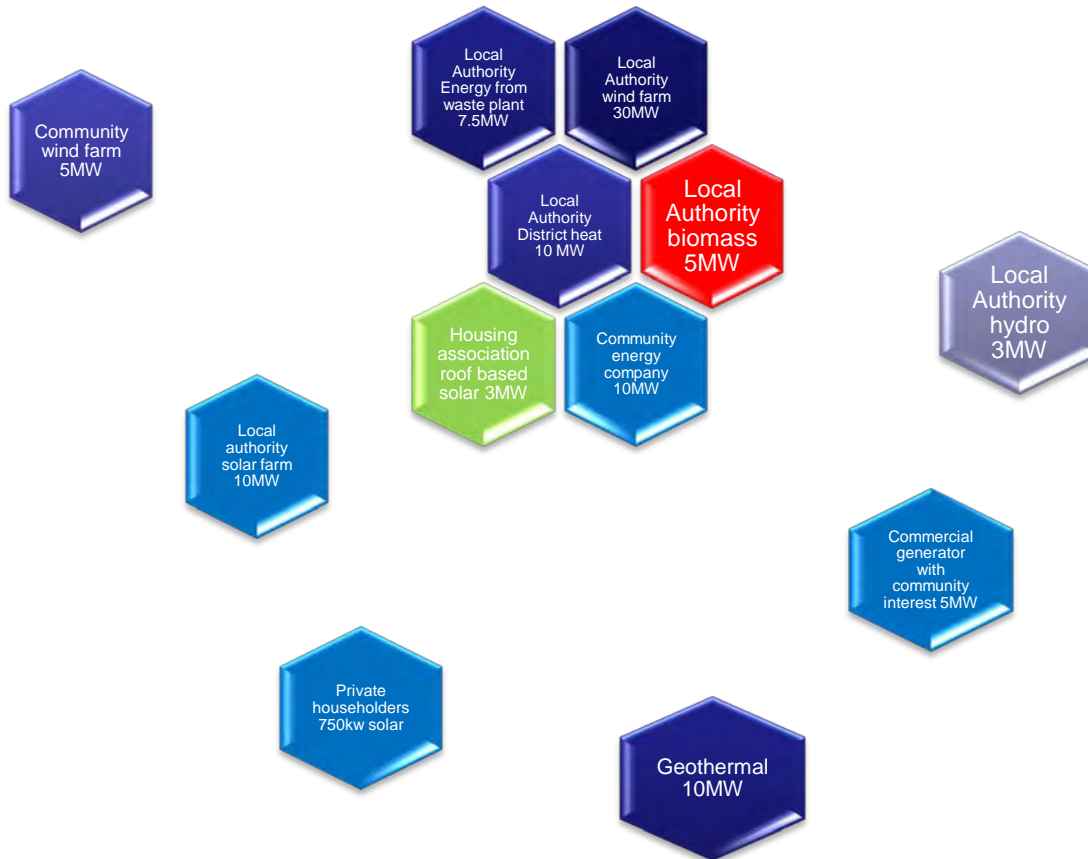 Local
Authority
Energy from
waste plant
7.5MW
Local
Authority
wind farm
30MW
Community
wind farm
5MW
Local
Authority
District heat
10 MW
Local
Authority
biomass
5MW
Local
Authority
hydro
3MW
Housing
association
roof based
solar 3MW
Community
energy
company
10MW
Local
authority
solar farm
10MW
Commercial
generator
with
community
interest 5MW
Private
householders
750kw solar
Geothermal
10MW